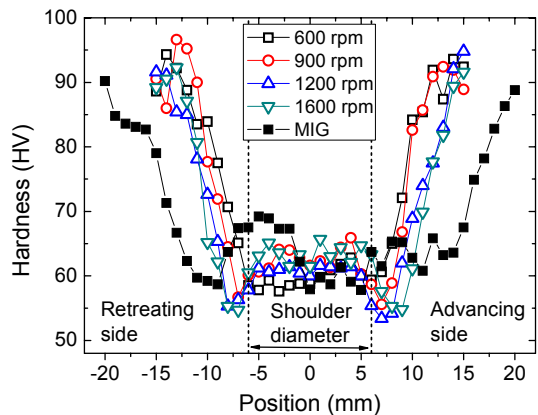 100
90
80
70
60
50
Hardness (HV)
600 rpm
900 rpm
1200 rpm
1600 rpm
MIG
Retreating
side
Shoulder
diameter
Advancing
side
-20 -15 -10 -5 0 5 10 15 20
Position (mm)